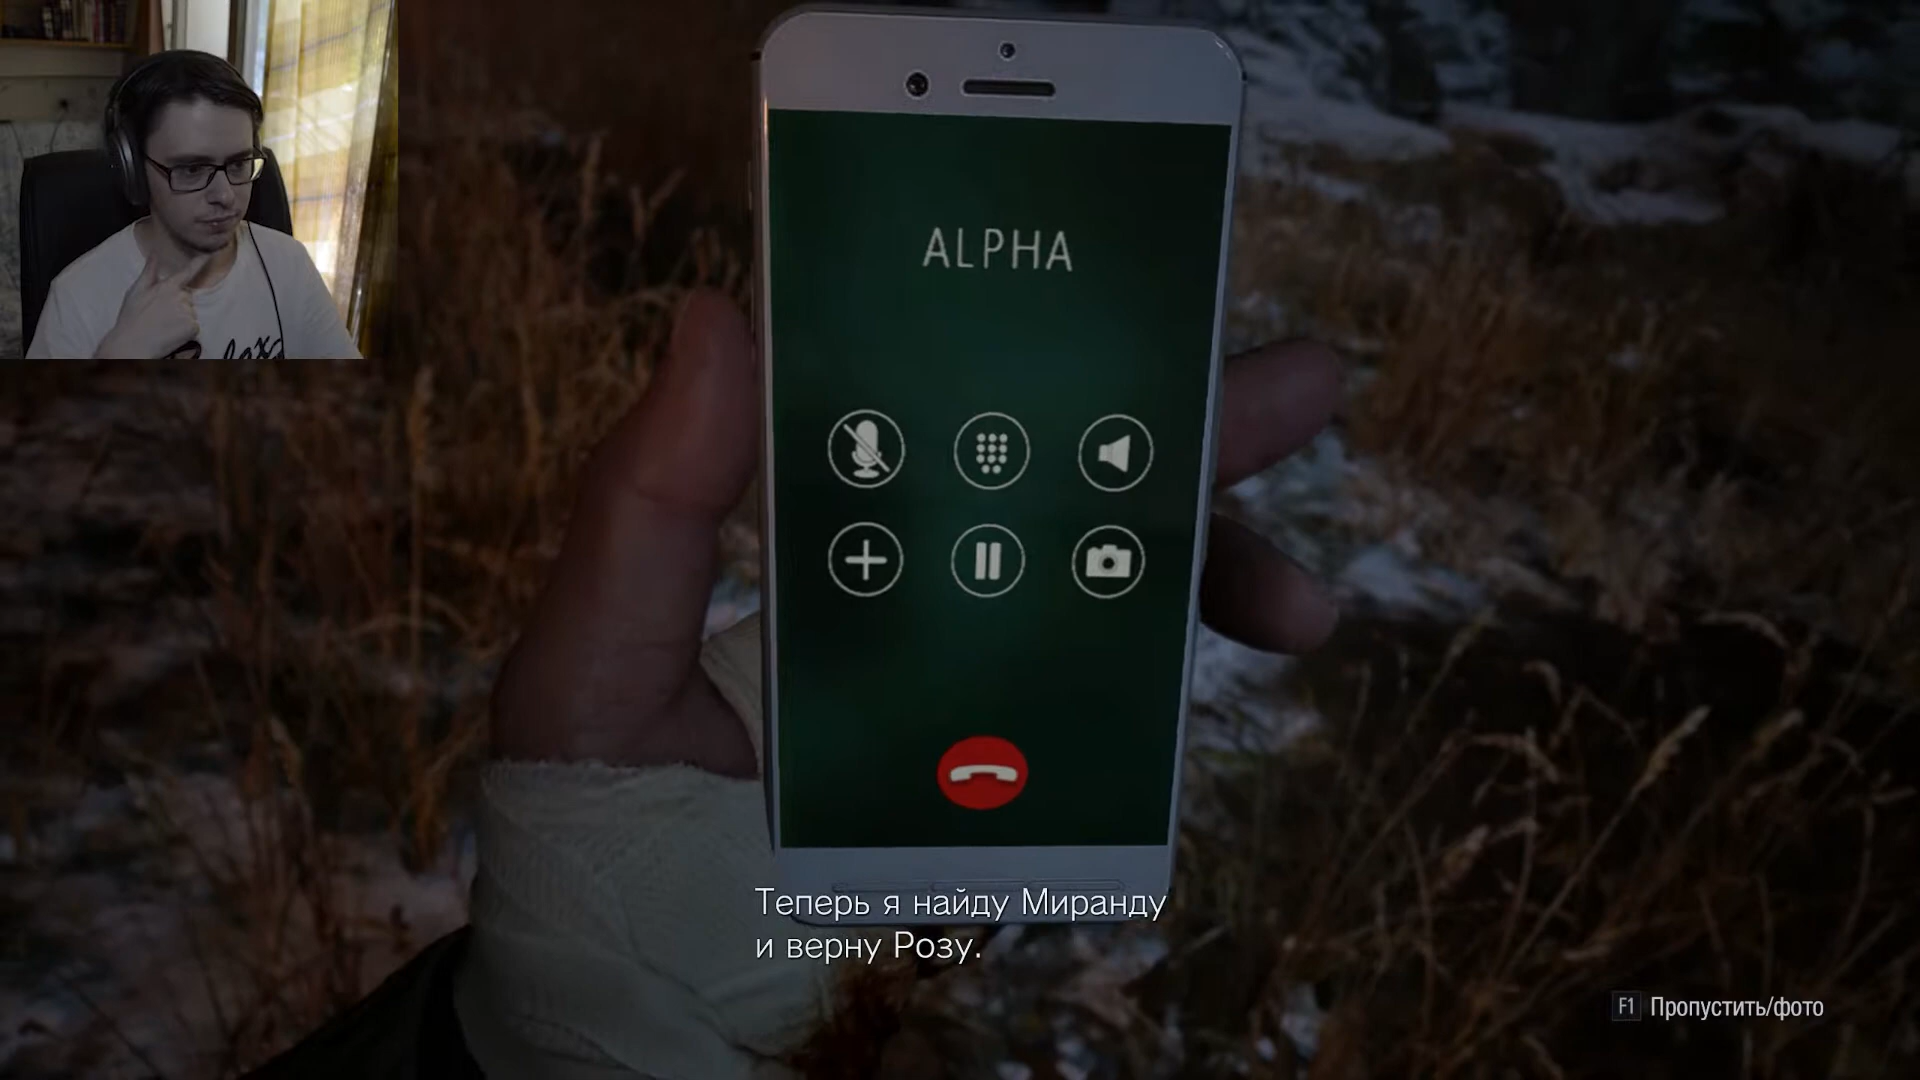 ALPHA
Теперь я найду Миранду
и верну Розу.
F1 Пропустить/фото